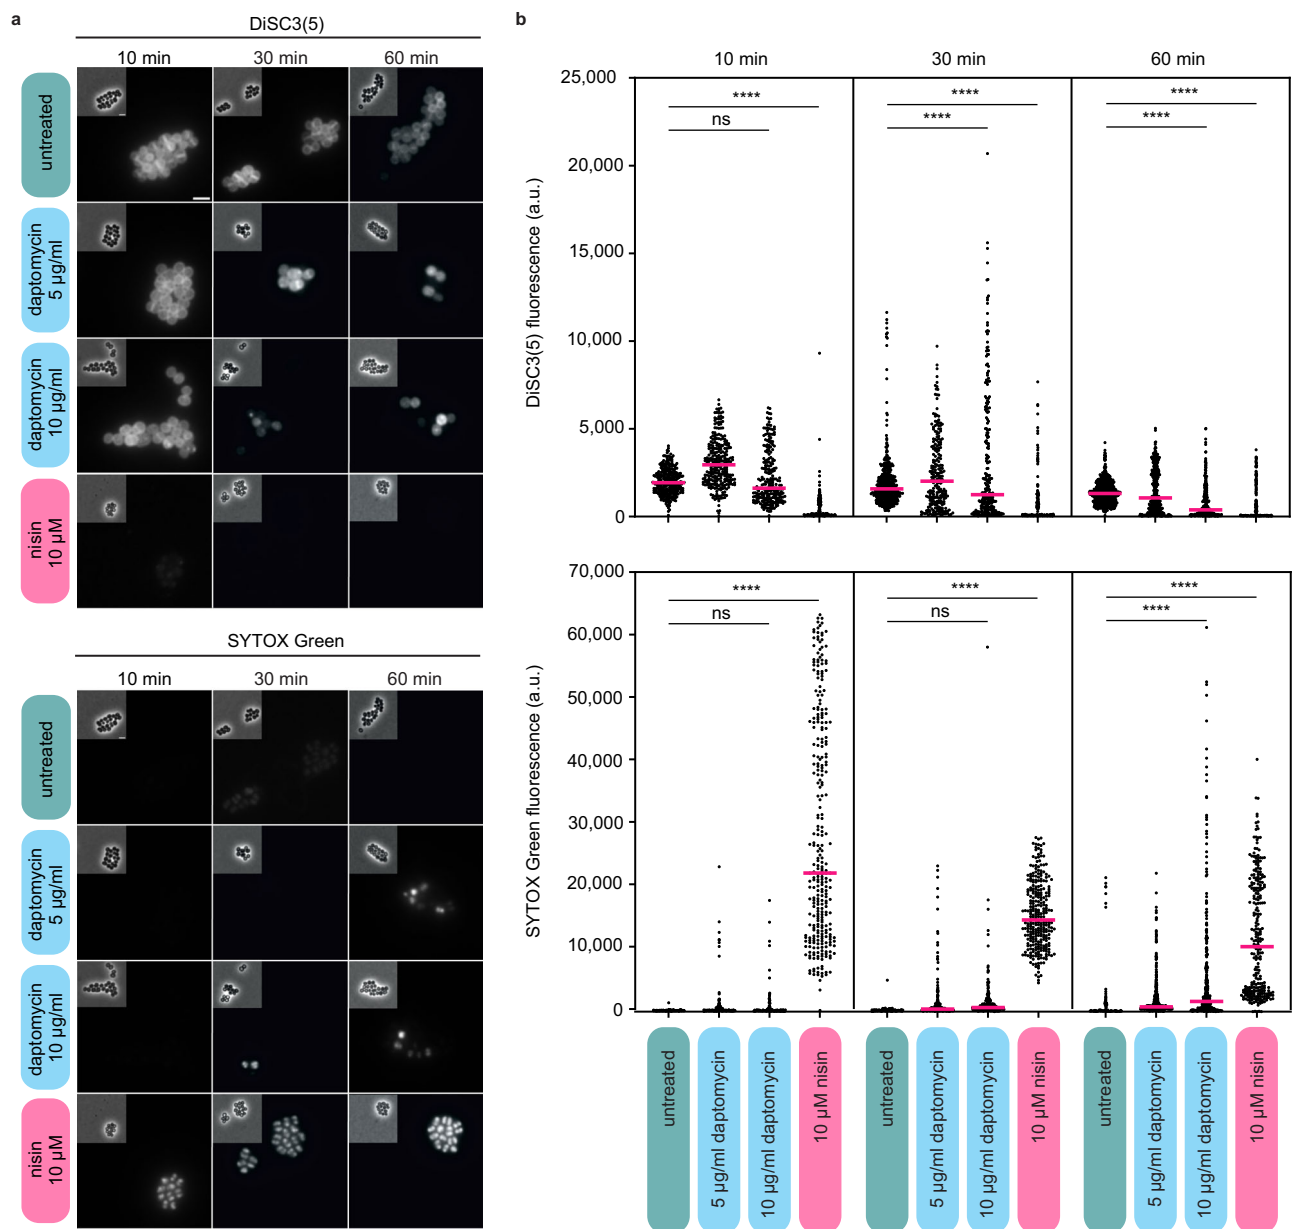 a
DiSC3(5)
10 min
30 min
60 min
untreated
daptomycin
5 µg/ml
daptomycin
10 µg/ml
nisin
10 µM
SYTOX Green
10 min
30 min
60 min
untreated
daptomycin
5 µg/ml
daptomycin
10 µg/ml
nisin
10 µM
b
10 min
30 min
60 min
DiSC3(5) fluorescence (a.u.)
25,000
20,000
15,000
10,000
5,000
0
****
ns
****
****
****
****
SYTOX Green fluorescence (a.u.)
70,000
60,000
50,000
40,000
30,000
20,000
10,000
0
****
ns
****
ns
****
****
untreated
5 µg/ml daptomycin
10 µg/ml daptomycin
10 µM nisin
untreated
5 µg/ml daptomycin
10 µg/ml daptomycin
10 µM nisin
untreated
5 µg/ml daptomycin
10 µg/ml daptomycin
10 µM nisin